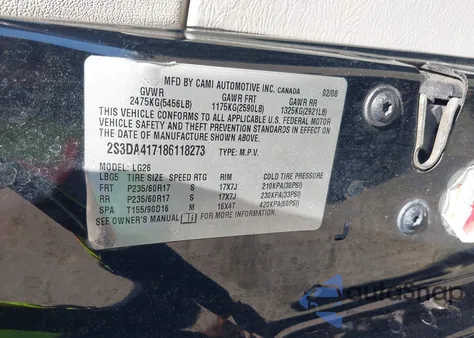 MFD BY CAMI AUTOMOTIVE INC. CANADA 02/08
GVWR GAWR FRT GAWR RR
2475KG(5456LB) 1175KG(2590LB) 1325KG(2921LB)
THIS VEHICLE CONFORMS TO ALL APPLICABLE U.S. FEDERAL MOTOR
VEHICLE SAFETY AND THEFT PREVENTION STANDARDS IN EFFECT ON THE
DATE OF MANUFACTURE SHOWN ABOVE.
2S3DA417186118273 TYPE: M.P.V.
MODEL: LG26
LBG5 TIRE SIZE SPEED RTG RIM COLD TIRE PRESSURE
FRT P235/60R17 S 17X7J 210KPA(30PSI)
RR P235/60R17 S 17X7J 230KPA(33PSI)
SPA T155/90D16 M 16X4T 420KPA(60PSI)
SEE OWNER'S MANUAL FOR MORE INFORMATION
autosnap